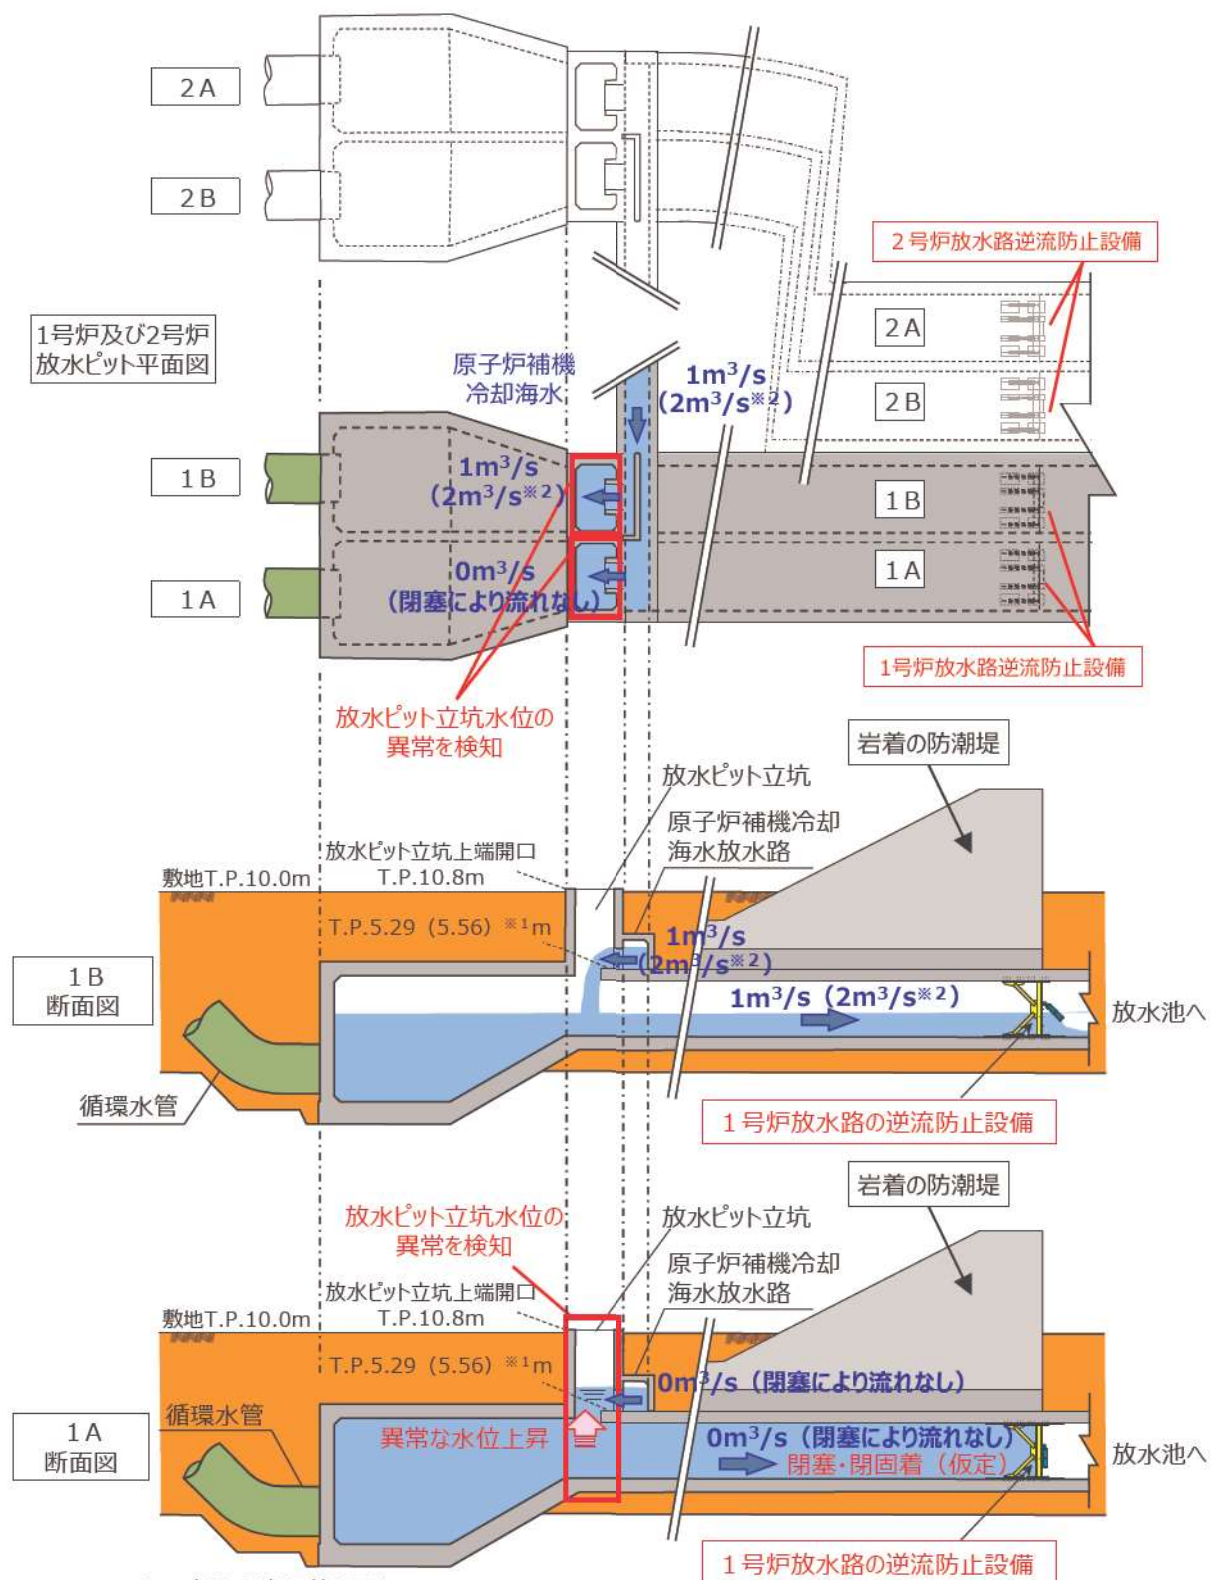 2A
2B
2号炉放水路逆流防止設備
1号炉及び2号炉
放水ピット平面図
2A
原子炉補機
冷却海水
1m³/s
（2m³/s※2）
2B
1B
1m³/s
（2m³/s※2）
1B
1A
0m³/s
（閉塞により流れなし）
1A
1号炉放水路逆流防止設備
放水ピット立坑水位の
異常を検知
岩着の防潮堤
放水ピット立坑
原子炉補機冷却
海水放水路
放水ピット立坑上端開口
T.P.10.8m
敷地T.P.10.0m
T.P.5.29（5.56）※1m
1m³/s
（2m³/s※2）
1B
断面図
1m³/s（2m³/s※2）
放水池へ
循環水管
1号炉放水路の逆流防止設備
岩着の防潮堤
放水ピット立坑水位の
異常を検知
放水ピット立坑
原子炉補機冷却
海水放水路
放水ピット立坑上端開口
T.P.10.8m
敷地T.P.10.0m
T.P.5.29（5.56）※1m
0m³/s（閉塞により流れなし）
循環水管
1A
断面図
異常な水位上昇
0m³/s（閉塞により流れなし）
閉塞・閉固着（仮定）
放水池へ
1号炉放水路の逆流防止設備